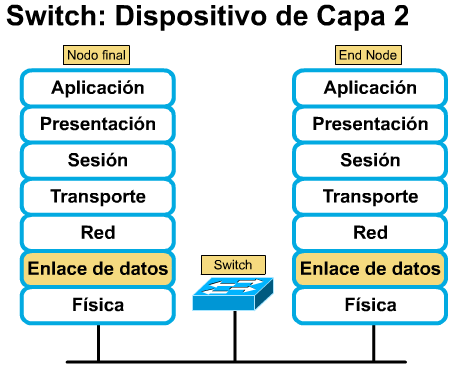 Switch: Dispositivo de Capa 2
Nodo final
Aplicación
Presentación
Sesión
Transporte
Red
Enlace de datos
Física
Switch
End Node
Aplicación
Presentación
Sesión
Transporte
Red
Enlace de datos
Física